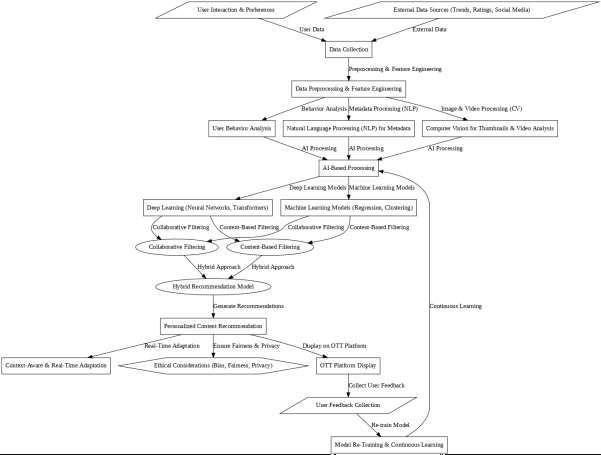 User Interaction & Preferences
External Data Sources (Trends, Ratings, Social Media)
User Data
External Data
Data Collection
Preprocessing & Feature Engineering
Data Preprocessing & Feature Engineering
Behavior Analysis
Metadata Processing (NLP)
Image & Video Processing (CV)
User Behavior Analysis
Natural Language Processing (NLP) for Metadata
Computer Vision for Thumbnails & Video Analysis
AI Processing
AI Processing
AI Processing
AI-Based Processing
Deep Learning Models
Machine Learning Models
Deep Learning (Neural Networks, Transformers)
Machine Learning Models (Regression, Clustering)
Collaborative Filtering
Content-Based Filtering
Collaborative Filtering
Content-Based Filtering
Collaborative Filtering
Content-Based Filtering
Hybrid Approach
Hybrid Approach
Hybrid Recommendation Model
Generate Recommendations
Continuous Learning
Personalized Content Recommendation
Real-Time Adaptation
Ensure Fairness & Privacy
Display on OTT Platform
Context-Aware & Real-Time Adaptation
Ethical Considerations (Bias, Fairness, Privacy)
OTT Platform Display
Collect User Feedback
User Feedback Collection
Re-train Model
Model Re-Training & Continuous Learning